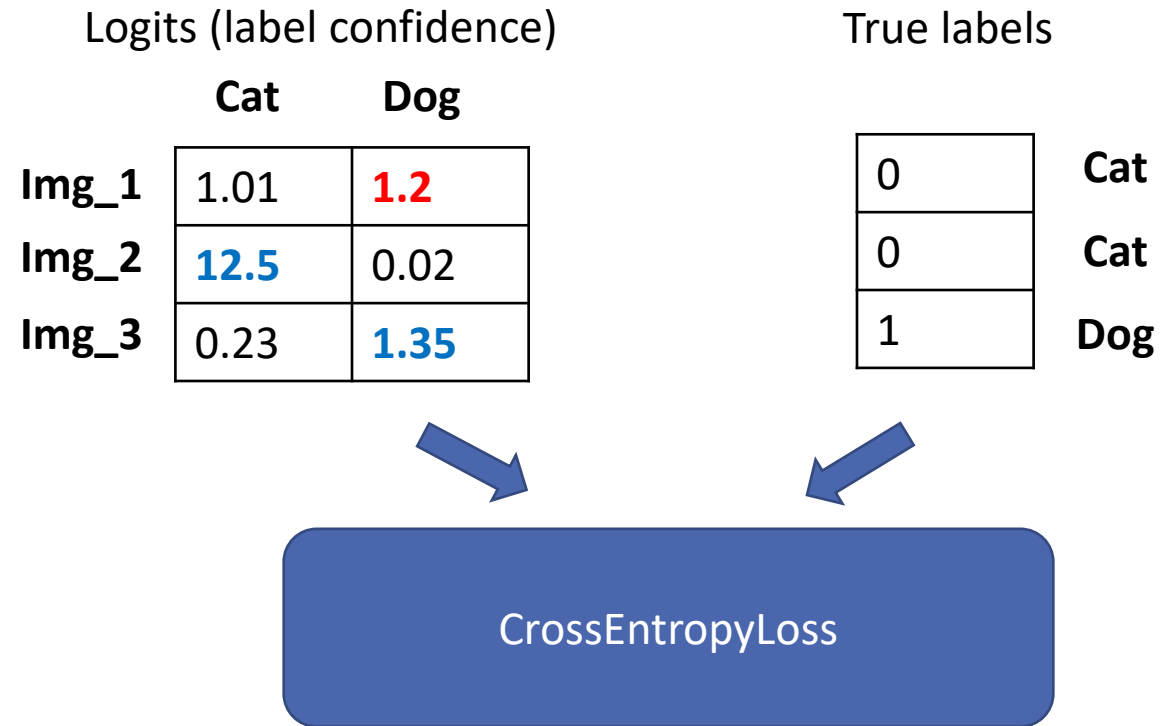 Logits (label confidence) True labels
Cat Dog
Img_1 1.01 1.2 0 Cat
Img_2 12.5 0.02 0 Cat
Img_3 0.23 1.35 1 Dog
CrossEntropyLoss